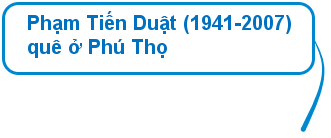 Phạm Tiến Duật (1941-2007)
quê ở Phú Thọ